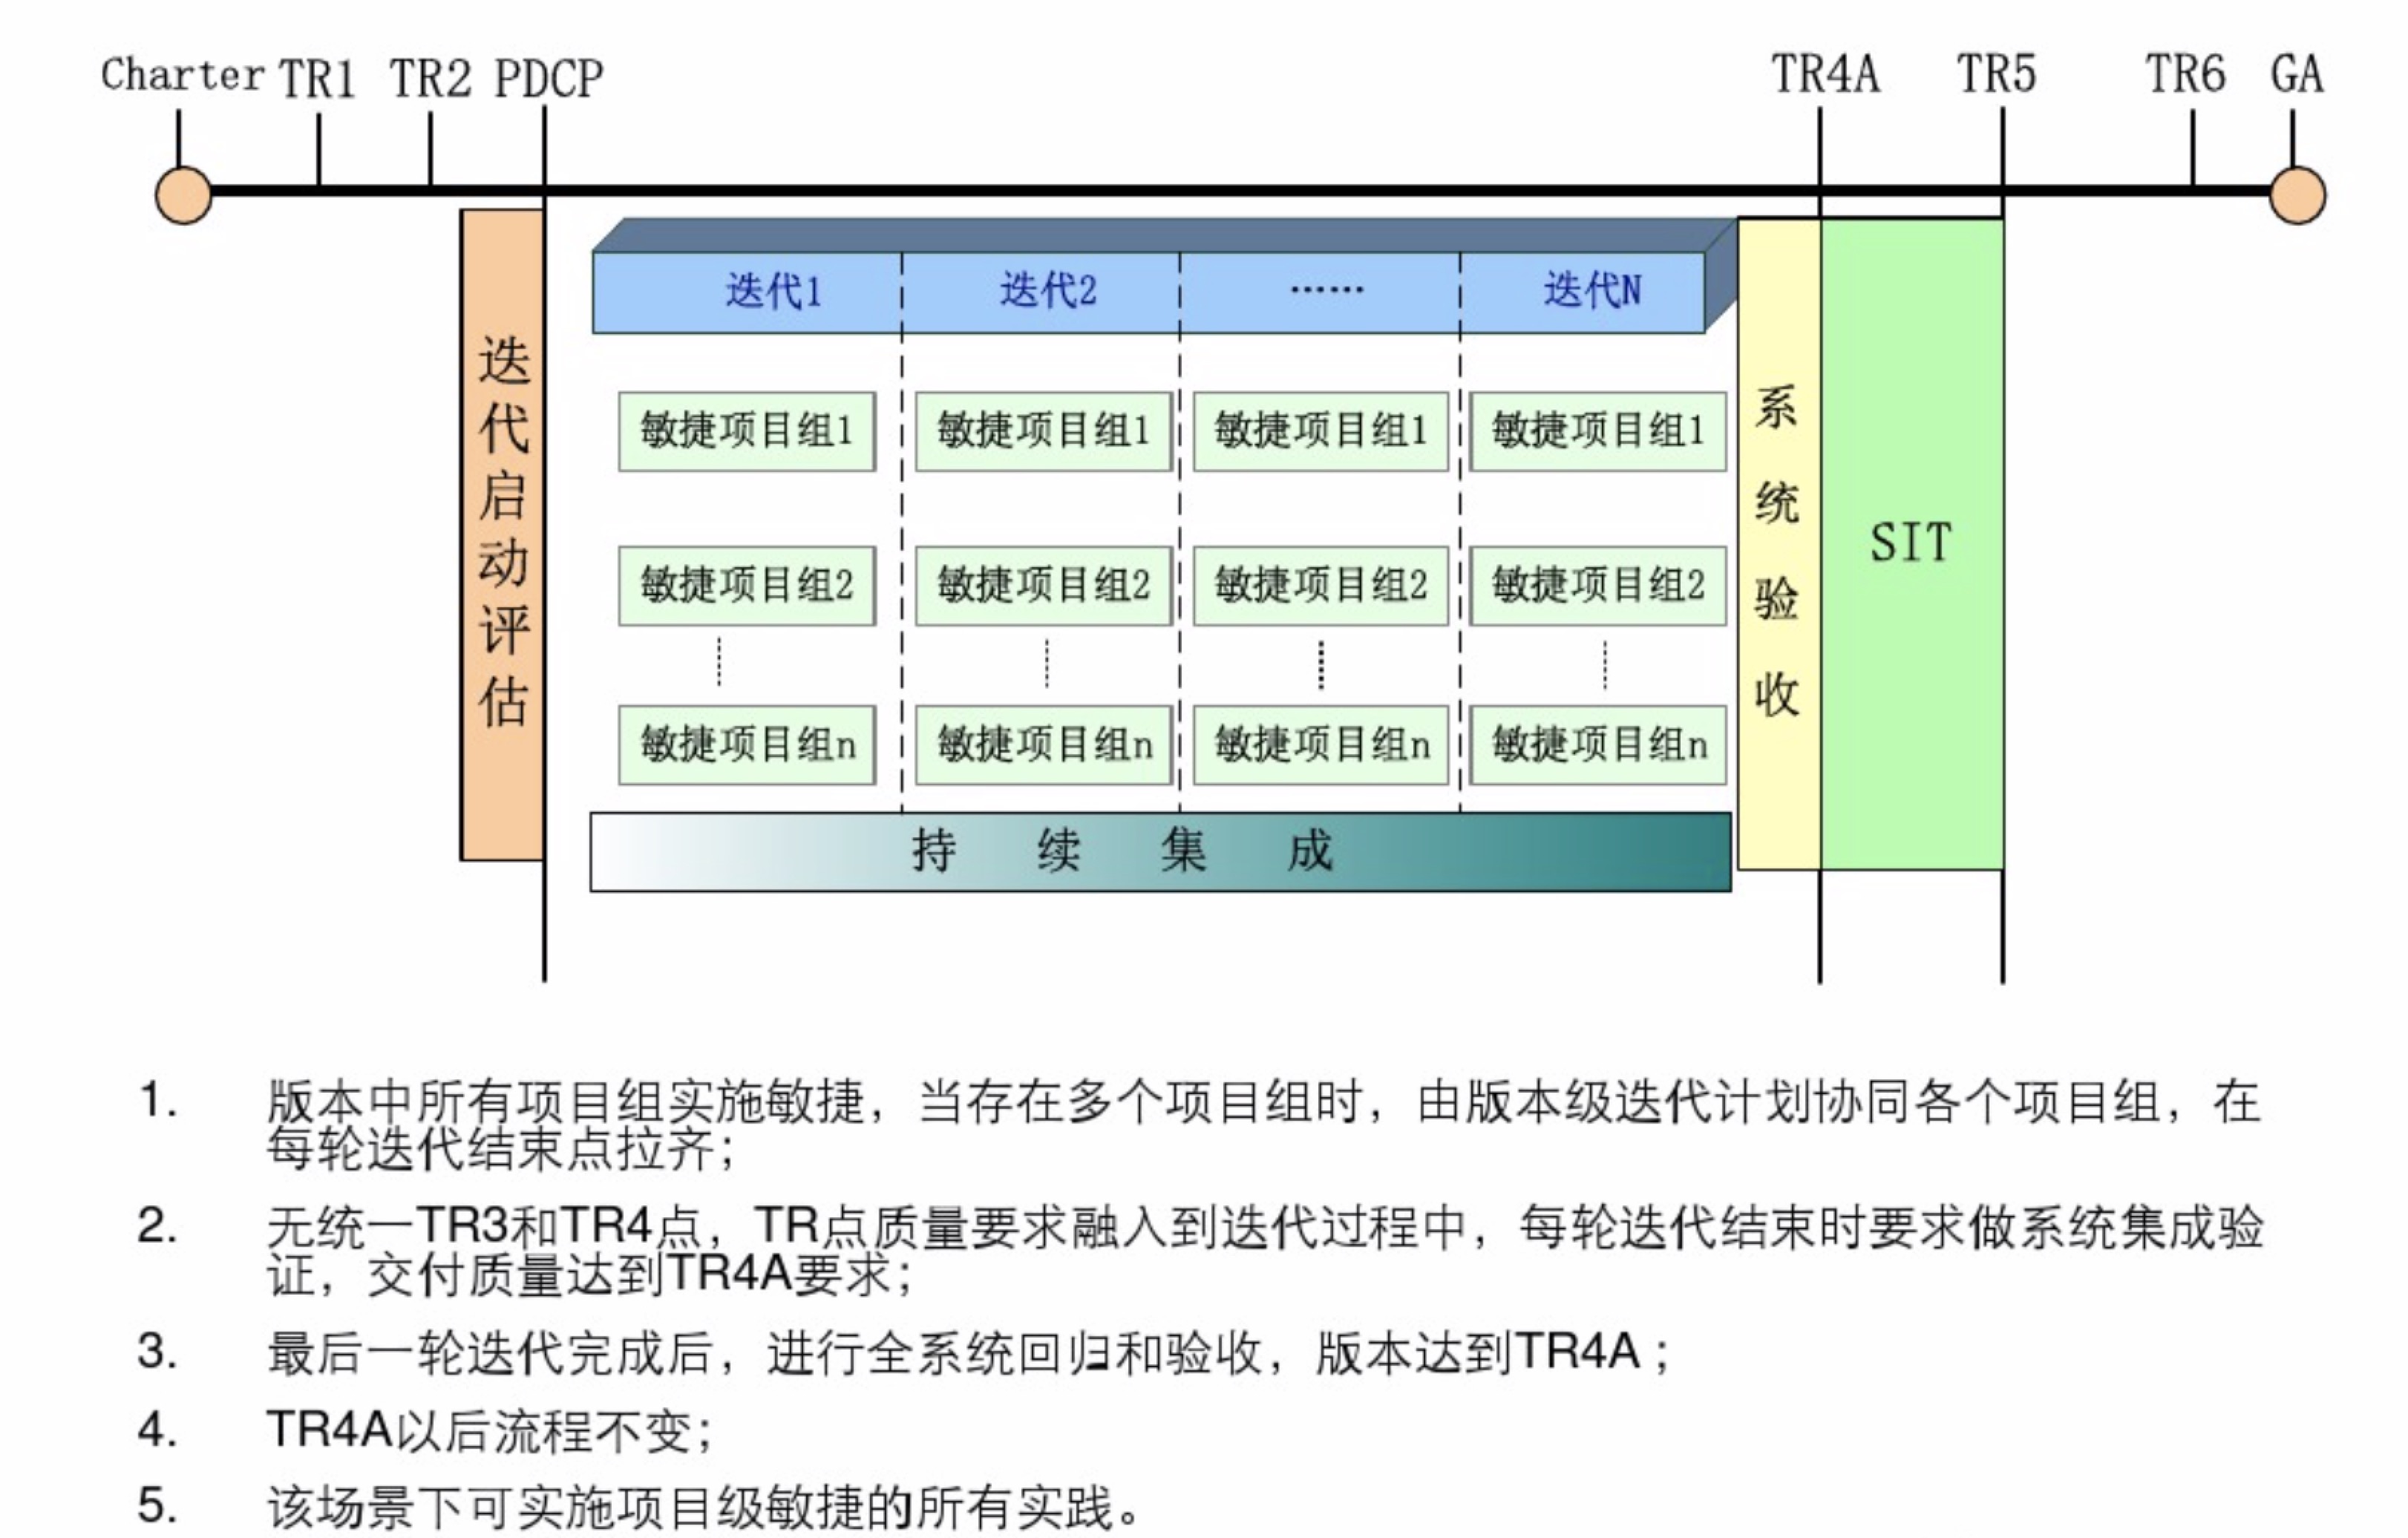 Charter TR1 TR2 PDCP TR4A TR5 TR6 GA
迭代启动评估
迭代1 迭代2 …… 迭代N
敏捷项目组1 敏捷项目组1 敏捷项目组1 敏捷项目组1
敏捷项目组2 敏捷项目组2 敏捷项目组2 敏捷项目组2
敏捷项目组n 敏捷项目组n 敏捷项目组n 敏捷项目组n
持续集成
系统验收
SIT
1. 版本中所有项目组实施敏捷，当存在多个项目组时，由版本级迭代计划协同各个项目组，在
每轮迭代结束点拉齐；
2. 无统一TR3和TR4点，TR点质量要求融入到迭代过程中，每轮迭代结束时要求做系统集成验
证，交付质量达到TR4A要求；
3. 最后一轮迭代完成后，进行全系统回归和验收，版本达到TR4A；
4. TR4A以后流程不变；
5. 该场景下可实施项目级敏捷的所有实践。